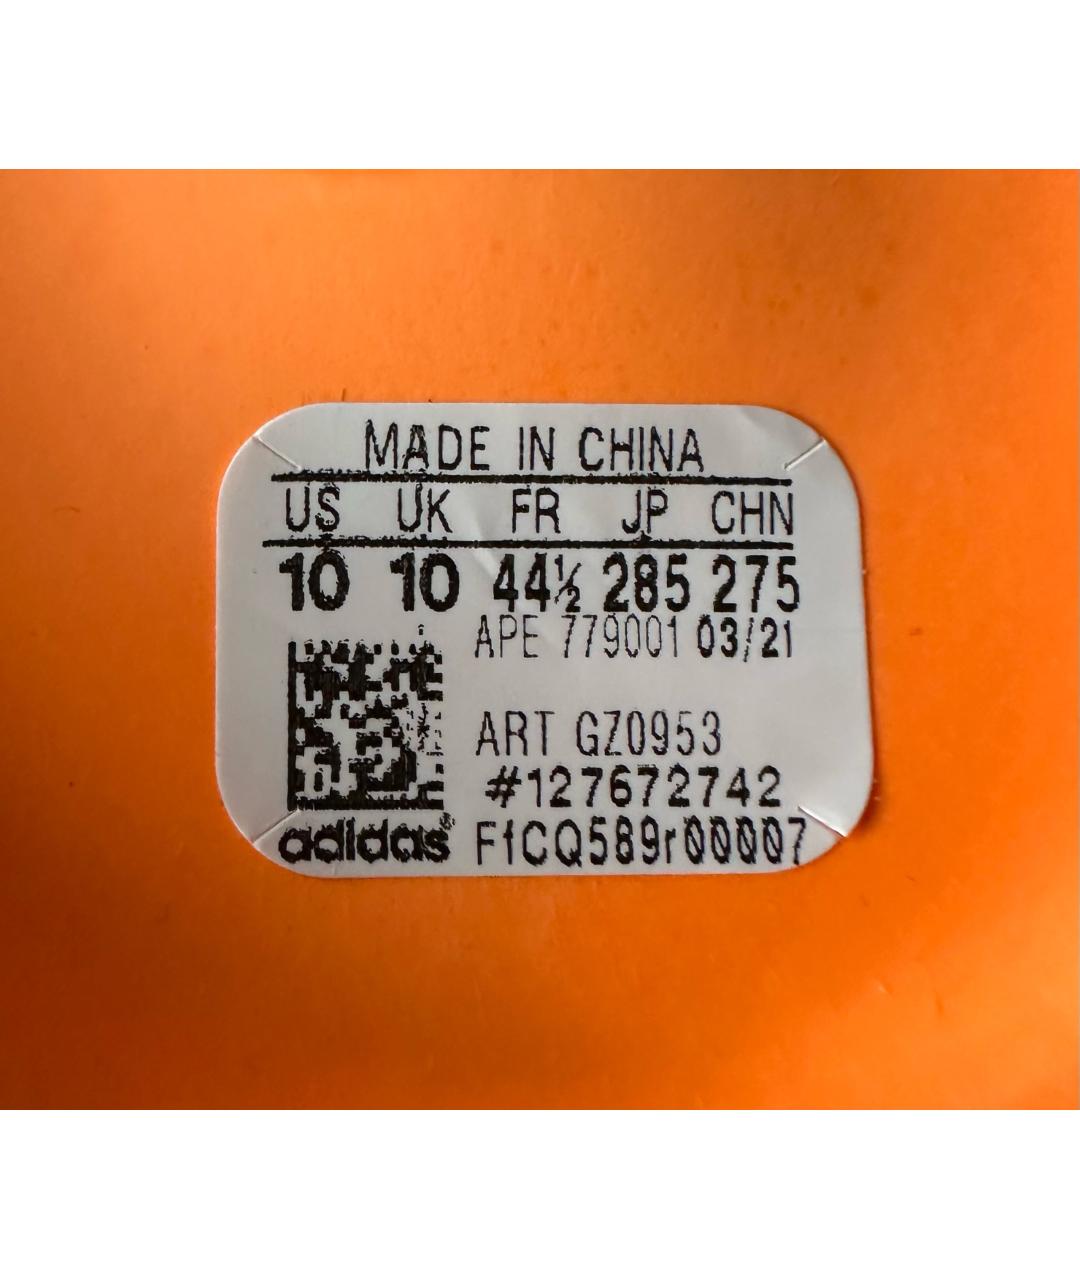 MADE IN CHINA
US UK FR JP CHN
10 10 44½ 285 275
APE 779001 03/21
ART GZ0953
#127672742
adidas® F1CQ589r00007